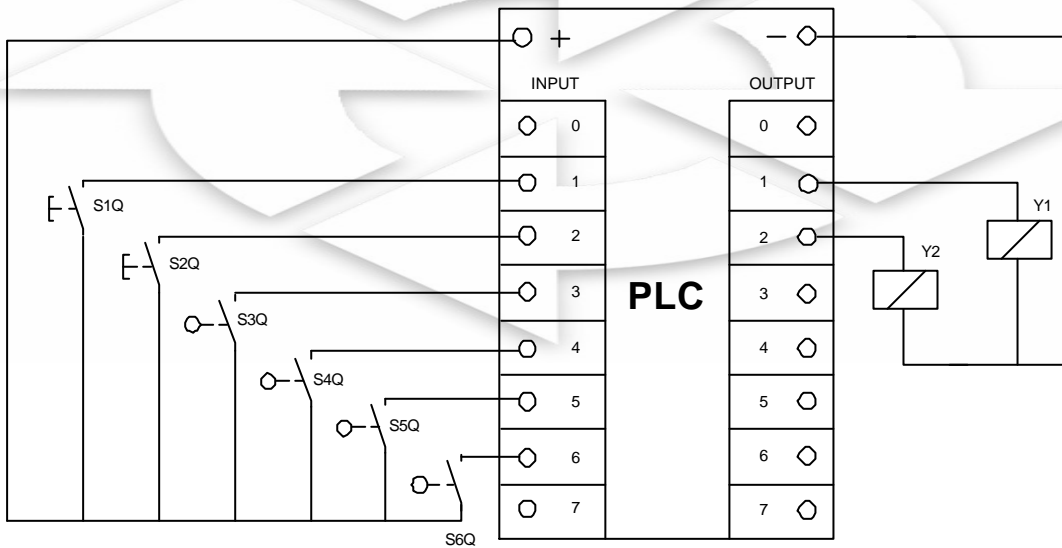 + −
INPUT OUTPUT
0 0
1 1
2 2
3 3
4 4
5 5
6 6
7 7
PLC
S1Q
S2Q
S3Q
S4Q
S5Q
S6Q
Y1
Y2